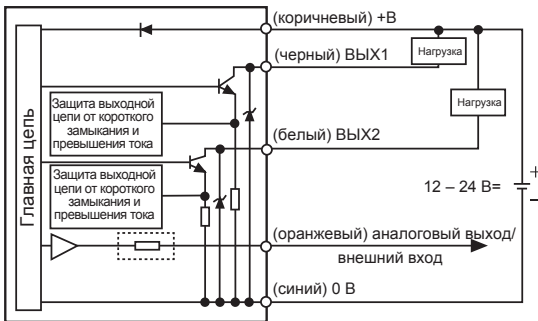 (коричневый) +В
(черный) ВЫХ1
Нагрузка
Защита выходной
цепи от короткого
замыкания и
превышения тока
Нагрузка
(белый) ВЫХ2
Главная цепь
Защита выходной
цепи от короткого
замыкания и
превышения тока
12 – 24 В=
+
–
(оранжевый) аналоговый выход/
внешний вход
(синий) 0 В